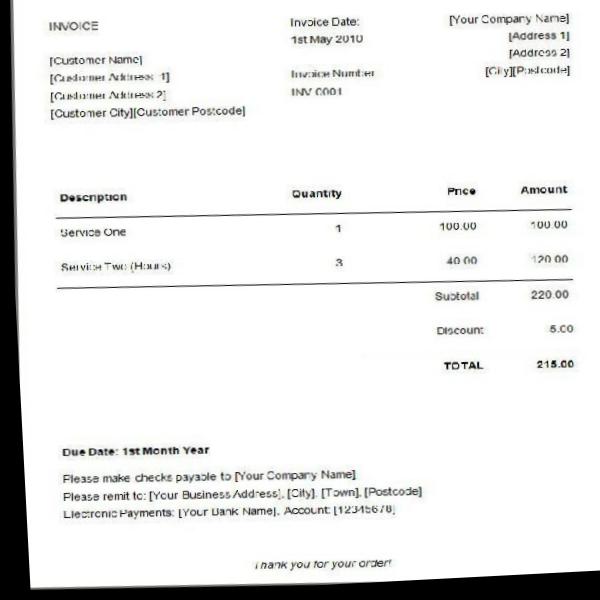 INVOICE
Invoice Date:
1st May 2010
[Your Company Name]
[Address 1]
[Address 2]
[City][Postcode]
[Customer Name]
[Customer Address 1]
[Customer Address 2]
[Customer City][Customer Postcode]
Invoice Number
INV 0001
Description Quantity Price Amount
Service One 1 100.00 100.00
Service Two (Hours) 3 40.00 120.00
Subtotal 220.00
Discount 5.00
TOTAL 215.00
Due Date: 1st Month Year
Please make checks payable to [Your Company Name]
Please remit to: [Your Business Address], [City], [Town], [Postcode]
Electronic Payments: [Your Bank Name], Account: [12345678]
Thank you for your order!